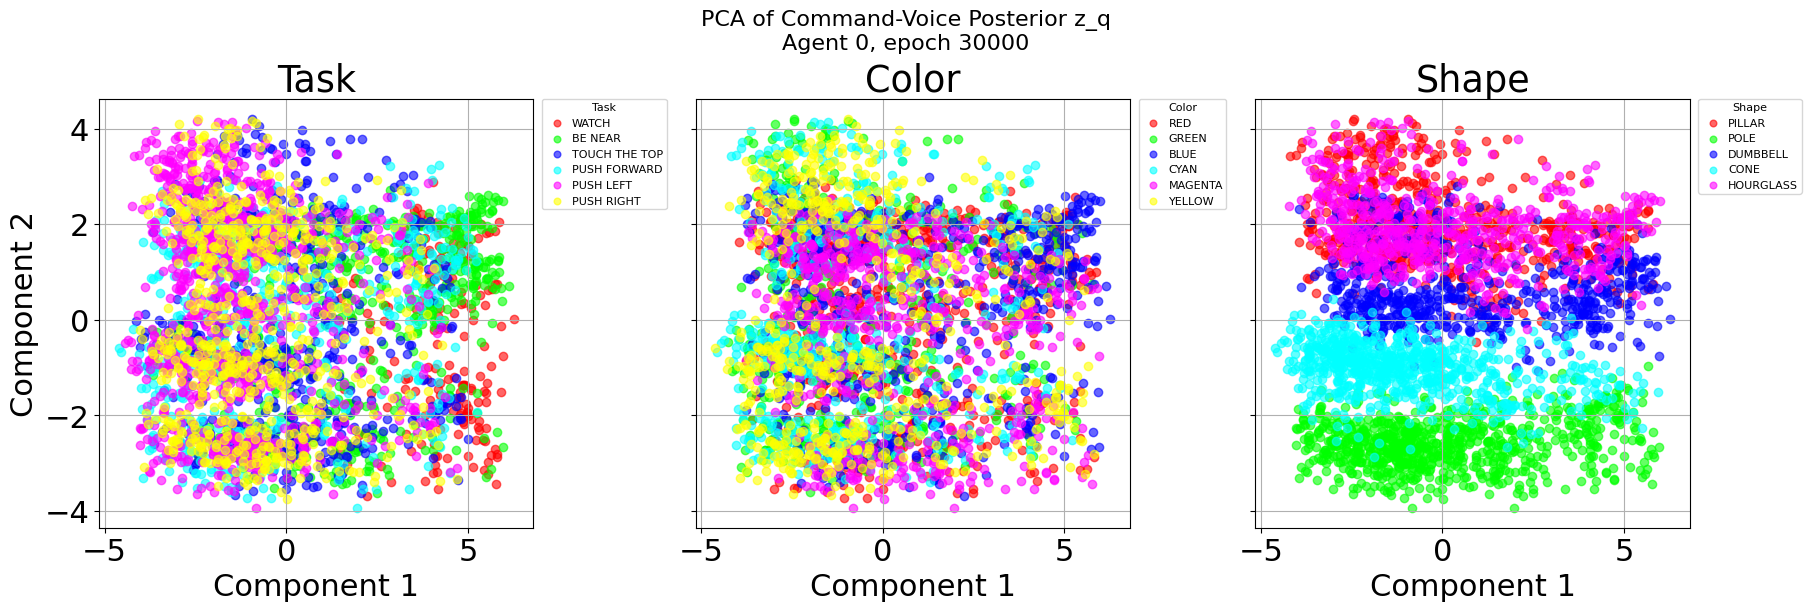 PCA of Command-Voice Posterior z_q
Agent 0, epoch 30000
Task
4
2
0
−2
−4
Component 2
−5
0
5
Component 1
Task
WATCH
BE NEAR
TOUCH THE TOP
PUSH FORWARD
PUSH LEFT
PUSH RIGHT
Color
−5
0
5
Component 1
Color
RED
GREEN
BLUE
CYAN
MAGENTA
YELLOW
Shape
−5
0
5
Component 1
Shape
PILLAR
POLE
DUMBBELL
CONE
HOURGLASS